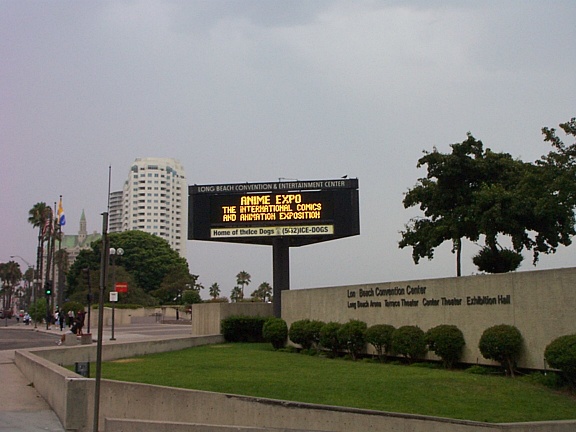 LONG BEACH CONVENTION & ENTERTAINMENT CENTER
ANIME EXPO
THE INTERNATIONAL COMICS
AND ANIMATION EXPOSITION
Home of the Ice Dogs (562)ICE-DOGS
Lon Beach Convention Center
Long Beach Arena Terrace Theater Center Theater Exhibition Hall